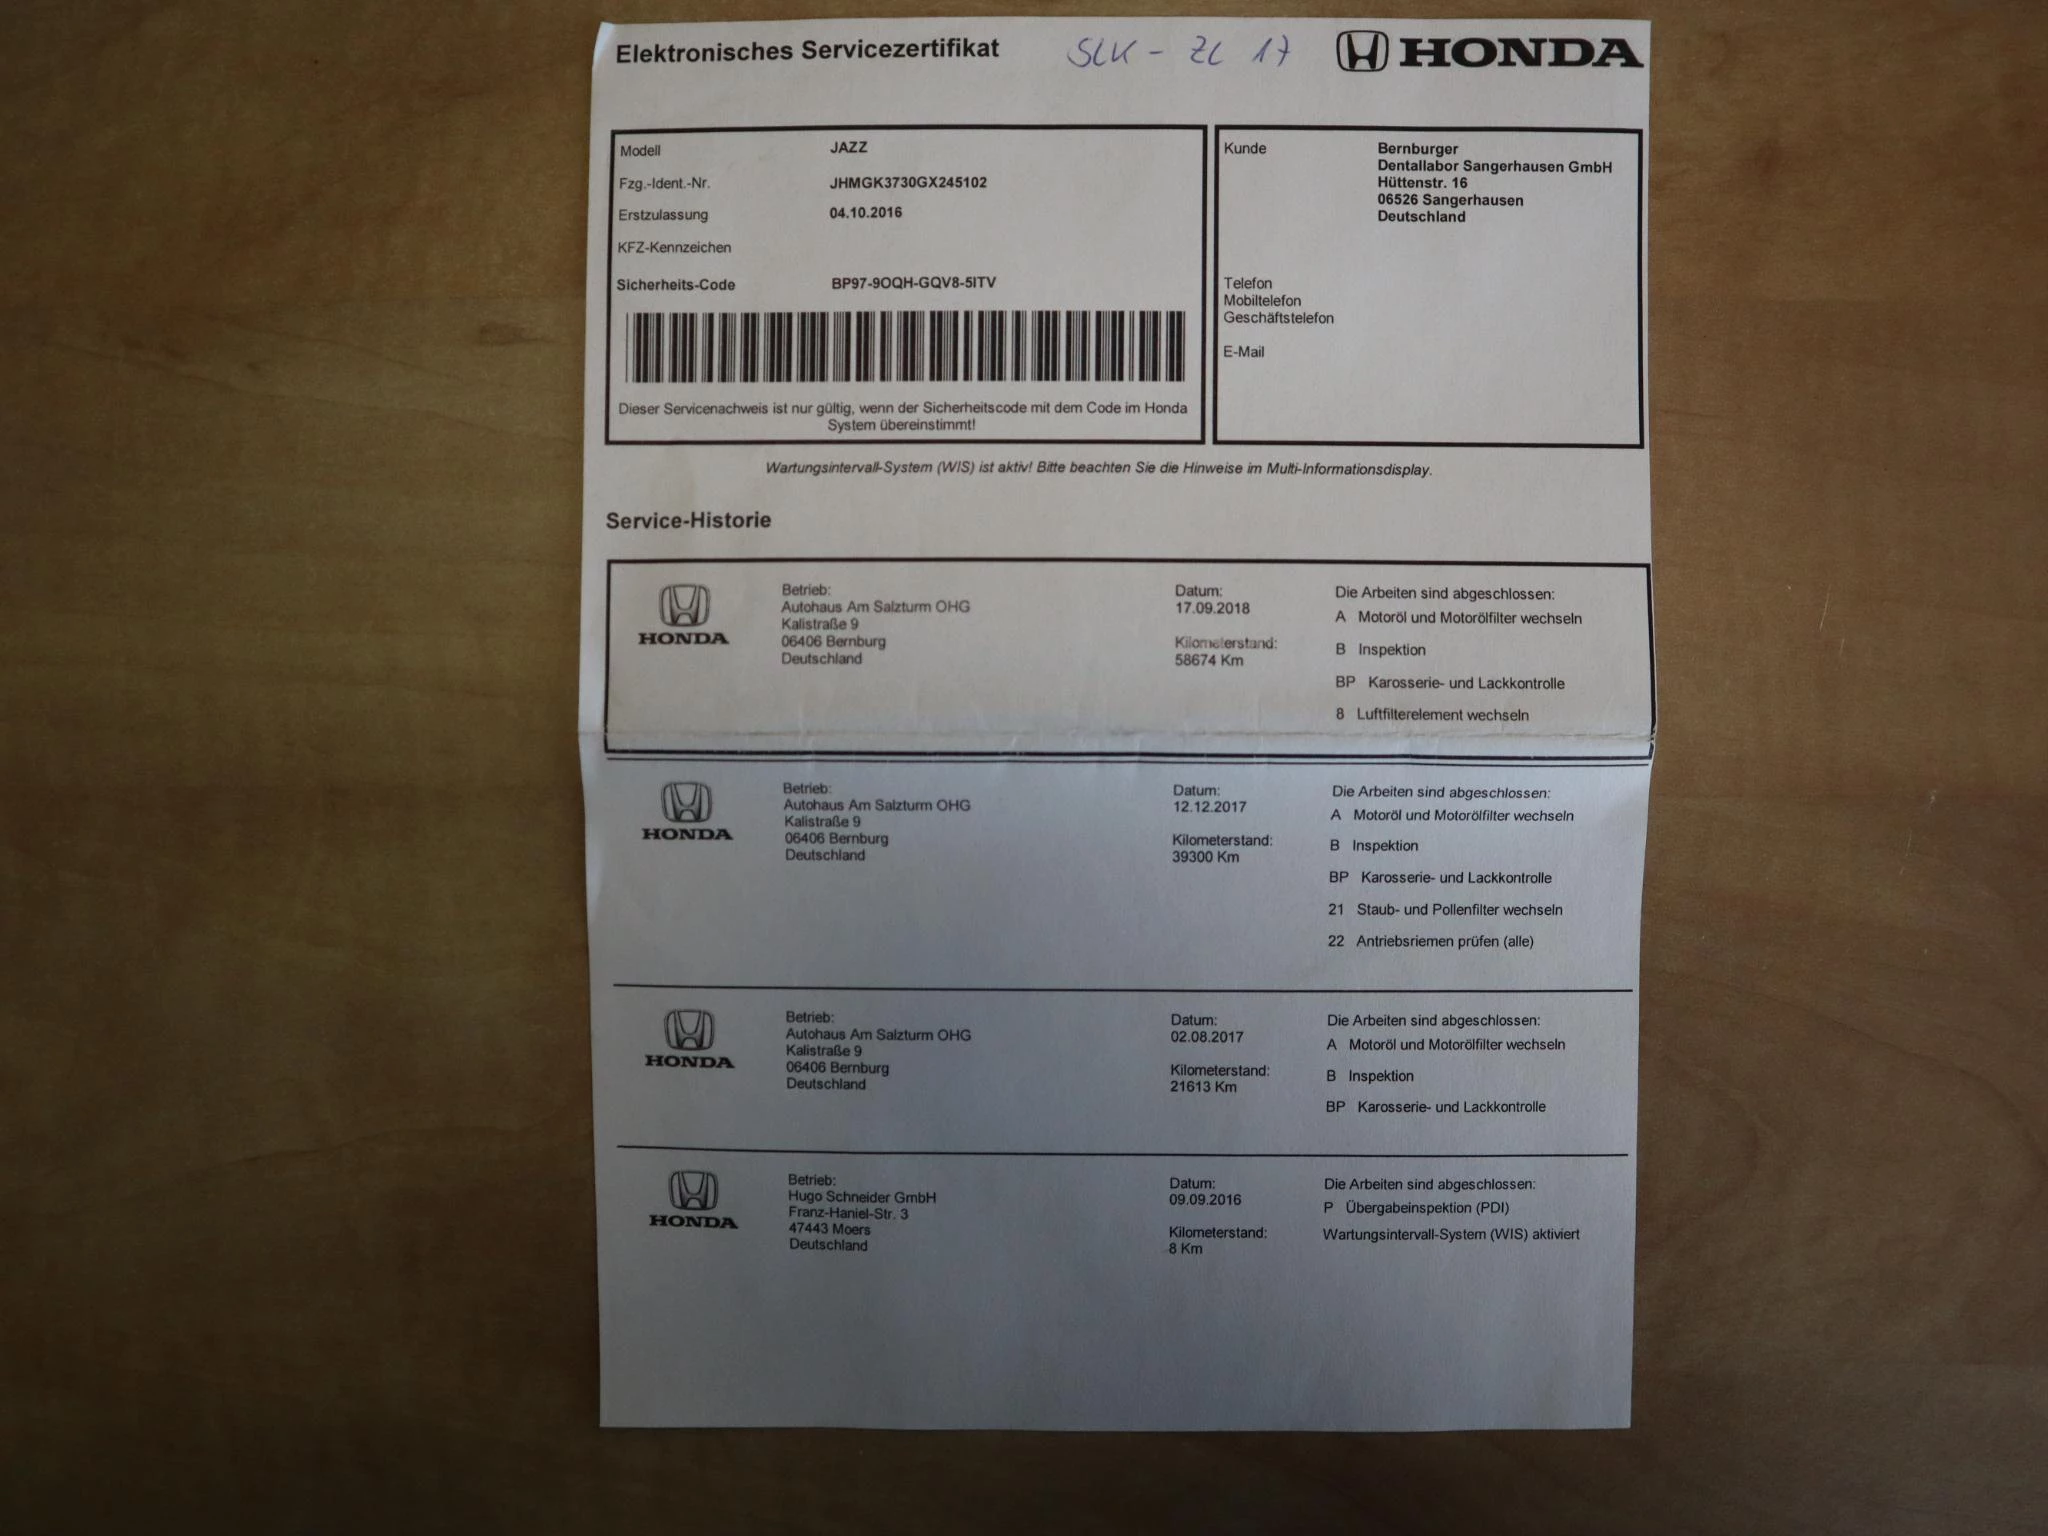 Elektronisches Servicezertifikat
SLK - ZL 17
HONDA
Modell JAZZ
Fzg.-Ident.-Nr. JHMGK3730GX245102
Erstzulassung 04.10.2016
KFZ-Kennzeichen
Sicherheits-Code BP97-9OQH-GQV8-5ITV
Dieser Servicenachweis ist nur gültig, wenn der Sicherheitscode mit dem Code im Honda
System übereinstimmt!
Kunde Bernburger
Dentallabor Sangerhausen GmbH
Hüttenstr. 16
06526 Sangerhausen
Deutschland
Telefon
Mobiltelefon
Geschäftstelefon
E-Mail
Wartungsintervall-System (WIS) ist aktiv! Bitte beachten Sie die Hinweise im Multi-Informationsdisplay.
Service-Historie
HONDA
Betrieb:
Autohaus Am Salzturm OHG
Kalistraße 9
06406 Bernburg
Deutschland
Datum:
17.09.2018
Kilometerstand:
58674 Km
Die Arbeiten sind abgeschlossen:
A Motoröl und Motorölfilter wechseln
B Inspektion
BP Karosserie- und Lackkontrolle
8 Luftfilterelement wechseln
HONDA
Betrieb:
Autohaus Am Salzturm OHG
Kalistraße 9
06406 Bernburg
Deutschland
Datum:
12.12.2017
Kilometerstand:
39300 Km
Die Arbeiten sind abgeschlossen:
A Motoröl und Motorölfilter wechseln
B Inspektion
BP Karosserie- und Lackkontrolle
21 Staub- und Pollenfilter wechseln
22 Antriebsriemen prüfen (alle)
HONDA
Betrieb:
Autohaus Am Salzturm OHG
Kalistraße 9
06406 Bernburg
Deutschland
Datum:
02.08.2017
Kilometerstand:
21613 Km
Die Arbeiten sind abgeschlossen:
A Motoröl und Motorölfilter wechseln
B Inspektion
BP Karosserie- und Lackkontrolle
HONDA
Betrieb:
Hugo Schneider GmbH
Franz-Haniel-Str. 3
47443 Moers
Deutschland
Datum:
09.09.2016
Kilometerstand:
8 Km
Die Arbeiten sind abgeschlossen:
P Übergabeinspektion (PDI)
Wartungsintervall-System (WIS) aktiviert